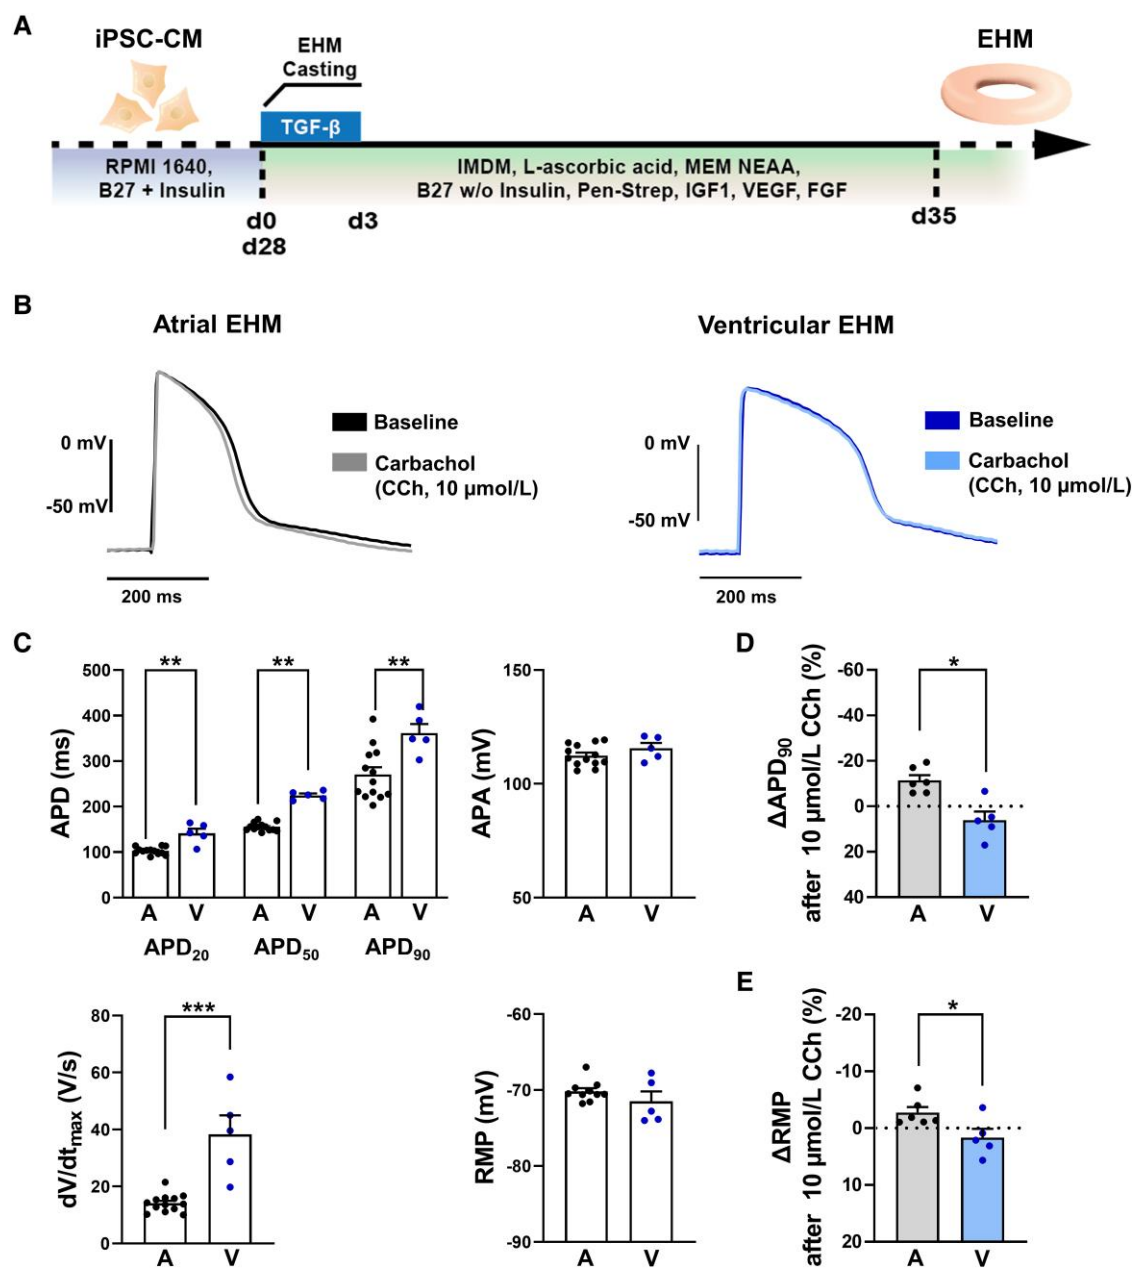 A
iPSC-CM
EHM
Casting
EHM
TGF-β
RPMI 1640,
B27 + Insulin
IMDM, L-ascorbic acid, MEM NEAA,
B27 w/o Insulin, Pen-Strep, IGF1, VEGF, FGF
d0
d28
d3
d35
B
Atrial EHM
Ventricular EHM
0 mV
-50 mV
Baseline
Carbachol
(CCh, 10 µmol/L)
200 ms
0 mV
-50 mV
Baseline
Carbachol
(CCh, 10 µmol/L)
200 ms
C
APD (ms)
500
400
300
200
100
0
**
**
**
A V A V A V
APD20 APD50 APD90
APA (mV)
150
100
50
A V
D
ΔAPD90
after 10 µmol/L CCh (%)
-60
-40
-20
0
20
40
*
A V
dV/dtmax (V/s)
80
60
40
20
0
***
A V
RMP (mV)
-60
-70
-80
-90
A V
E
ΔRMP
after 10 µmol/L CCh (%)
-20
-10
0
10
20
*
A V